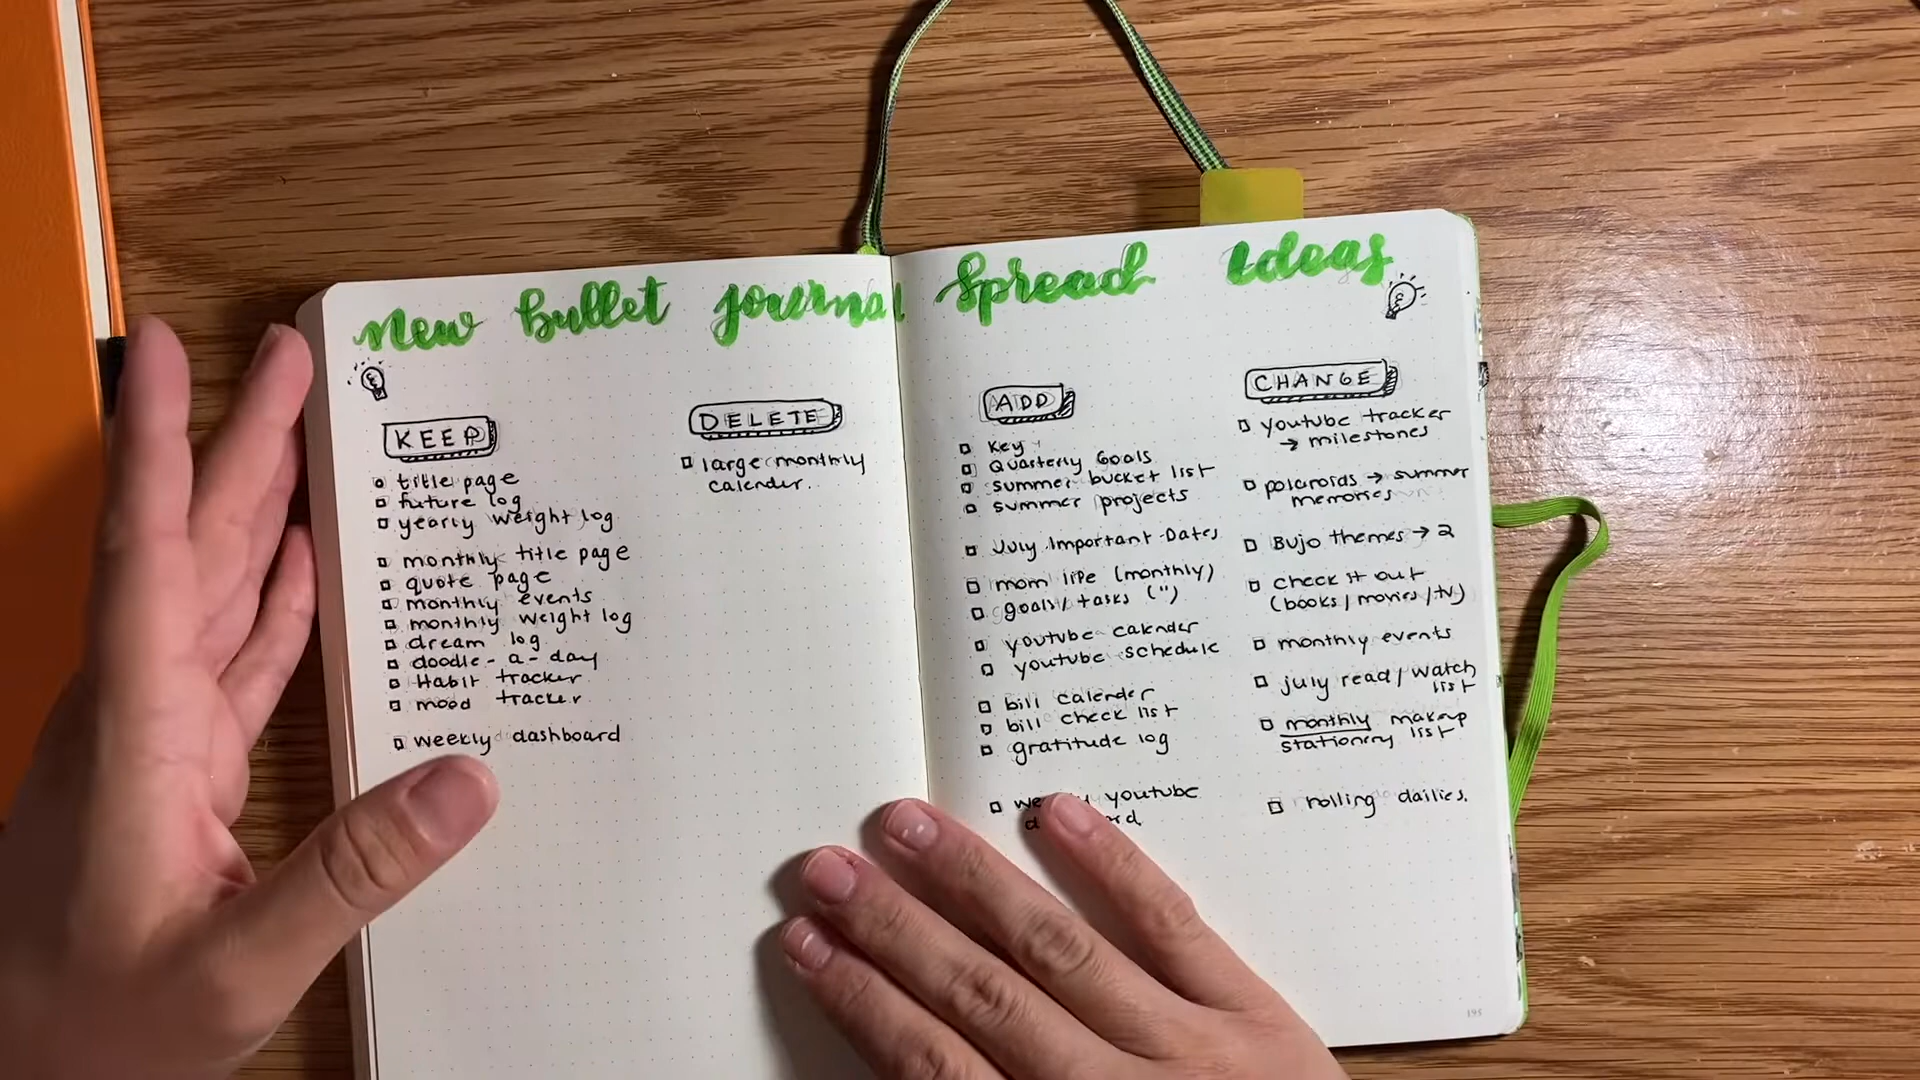 New bullet journal Spread Ideas
KEEP
title page
future log
yearly weight log
monthly title page
quote page
monthly events
monthly weight log
dream log
doodle-a-day
Habit tracker
mood tracker
weekly dashboard
DELETE
large monthly
calender.
ADD
Key
Quarterly Goals
summer bucket list
summer projects
July Important Dates
mom life (monthly)
goals/tasks (")
youtube calender
youtube schedule
bill calender
bill check list
gratitude log
youtube
CHANGE
youtube tracker
→ milestones
polaroids → summer
memories
Bujo themes → 2
check it out
(books/movies/tv)
monthly events
july read/watch
list
monthly makeup
stationery list
rolling dailies.
195